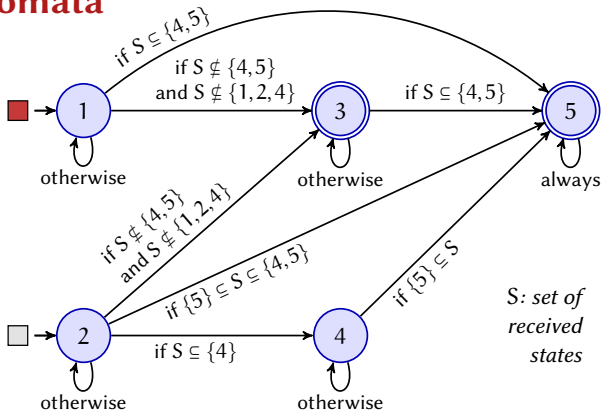 omata
if S ⊆ {4,5}
if S ⊈ {4,5}
and S ⊈ {1,2,4}
if S ⊆ {4,5}
1
3
5
otherwise
otherwise
always
if S ⊈ {4,5}
and S ⊈ {1,2,4}
if {5} ⊆ S ⊆ {4,5}
if {5} ⊆ S
S: set of
received
states
2
if S ⊆ {4}
4
otherwise
otherwise